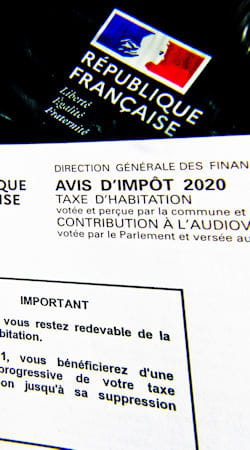 RÉPUBLIQUE
FRANÇAISE
Liberté
Égalité
Fraternité
DIRECTION GÉNÉRALE DES FINAN
QUE
ISE
AVIS D'IMPÔT 2020
TAXE D'HABITATION
votée et perçue par la commune et
CONTRIBUTION À L'AUDIOV
votée par le Parlement et versée au
IMPORTANT
vous restez redevable de la
bitation.
1, vous bénéficierez d'une
progressive de votre taxe
on jusqu'à sa suppression